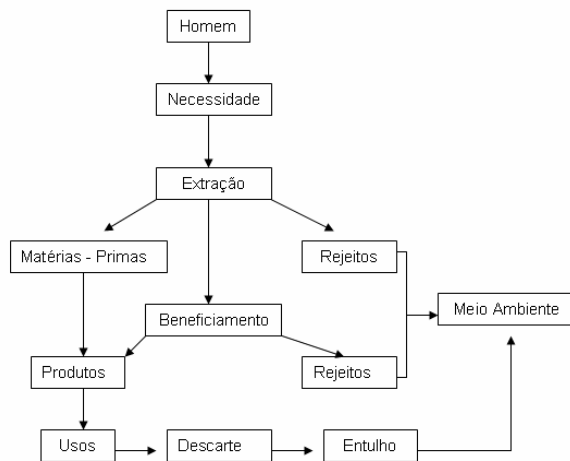 Homem
Necessidade
Extração
Matérias - Primas
Rejeitos
Beneficiamento
Meio Ambiente
Produtos
Rejeitos
Usos
Descarte
Entulho